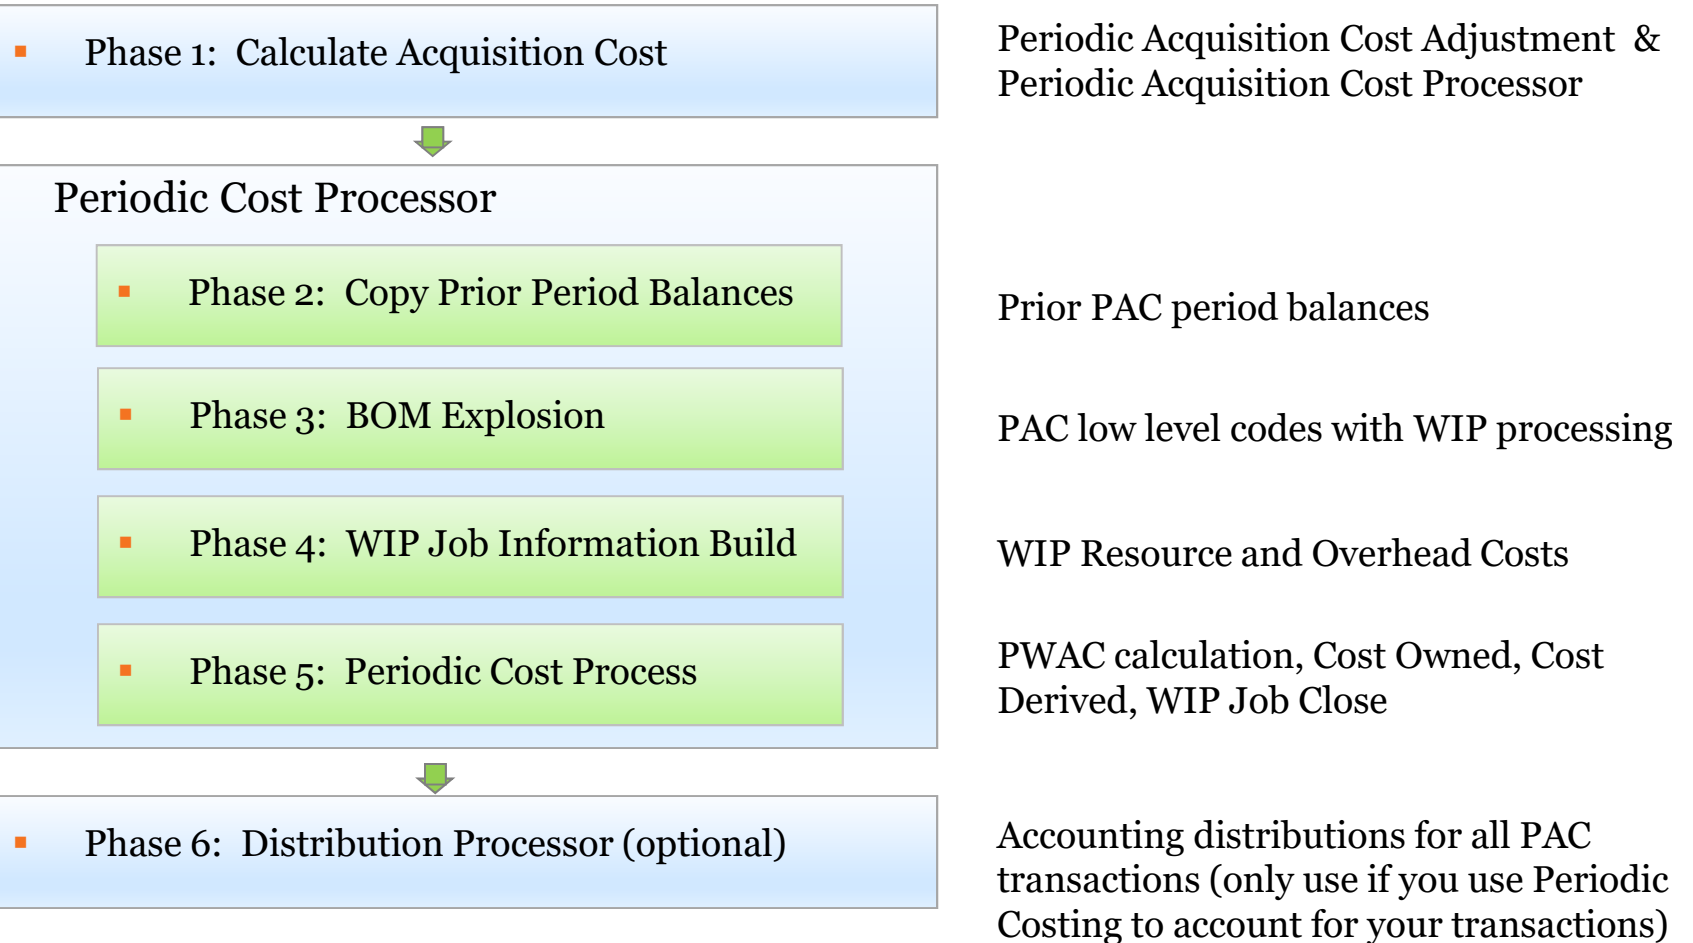 Phase 1: Calculate Acquisition Cost
Periodic Acquisition Cost Adjustment &
Periodic Acquisition Cost Processor
Periodic Cost Processor
Phase 2: Copy Prior Period Balances
Prior PAC period balances
Phase 3: BOM Explosion
PAC low level codes with WIP processing
Phase 4: WIP Job Information Build
WIP Resource and Overhead Costs
Phase 5: Periodic Cost Process
PWAC calculation, Cost Owned, Cost
Derived, WIP Job Close
Phase 6: Distribution Processor (optional)
Accounting distributions for all PAC
transactions (only use if you use Periodic
Costing to account for your transactions)